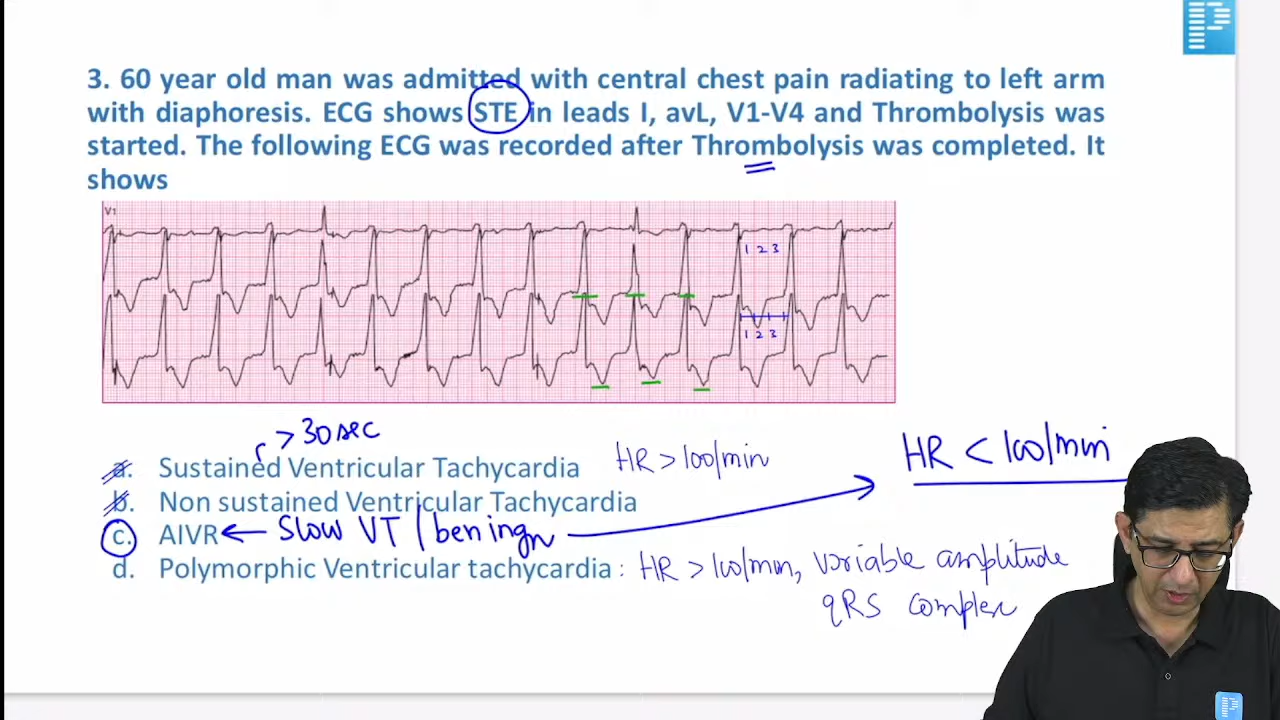 3. 60 year old man was admitted with central chest pain radiating to left arm
with diaphoresis. ECG shows STE in leads I, avL, V1-V4 and Thrombolysis was
started. The following ECG was recorded after Thrombolysis was completed. It
shows
V1
1 2 3
1 2 3
> 30 sec
a. Sustained Ventricular Tachycardia HR > 100/min
HR < 100/min
b. Non sustained Ventricular Tachycardia
c. AIVR ← Slow VT / beningn
d. Polymorphic Ventricular tachycardia : HR > 100/min, variable amplitude
qRS complex